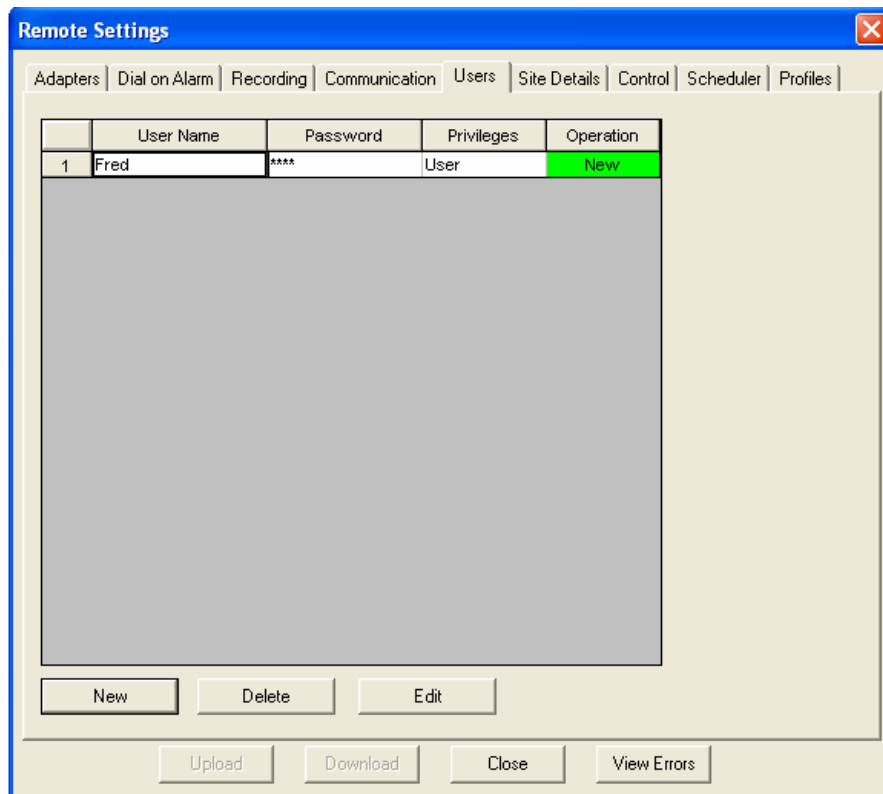 Remote Settings
Adapters Dial on Alarm Recording Communication Users Site Details Control Scheduler Profiles
User Name Password Privileges Operation
1 Fred **** User New
New Delete Edit
Upload Download Close View Errors